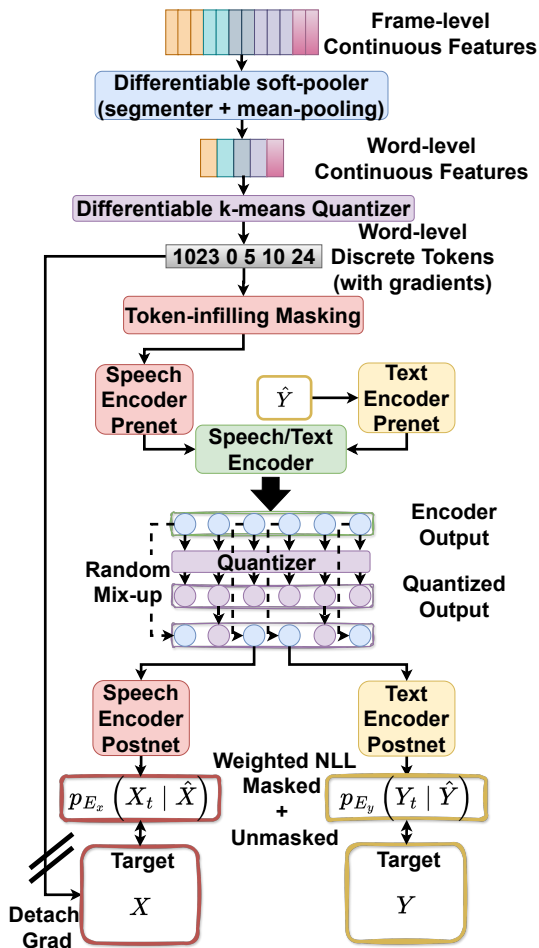 Frame-level
Continuous Features
Differentiable soft-pooler
(segmenter + mean-pooling)
Word-level
Continuous Features
Differentiable k-means Quantizer
Word-level
Discrete Tokens
(with gradients)
1023 0 5 10 24
Token-infilling Masking
Speech
Encoder
Prenet
Ŷ
Text
Encoder
Prenet
Speech/Text
Encoder
Encoder
Output
Quantizer
Random
Mix-up
Quantized
Output
Speech
Encoder
Postnet
Text
Encoder
Postnet
Weighted NLL
Masked
+
Unmasked
p_{E_x}(X_t | X̂)
p_{E_y}(Y_t | Ŷ)
Target
X
Target
Y
Detach
Grad